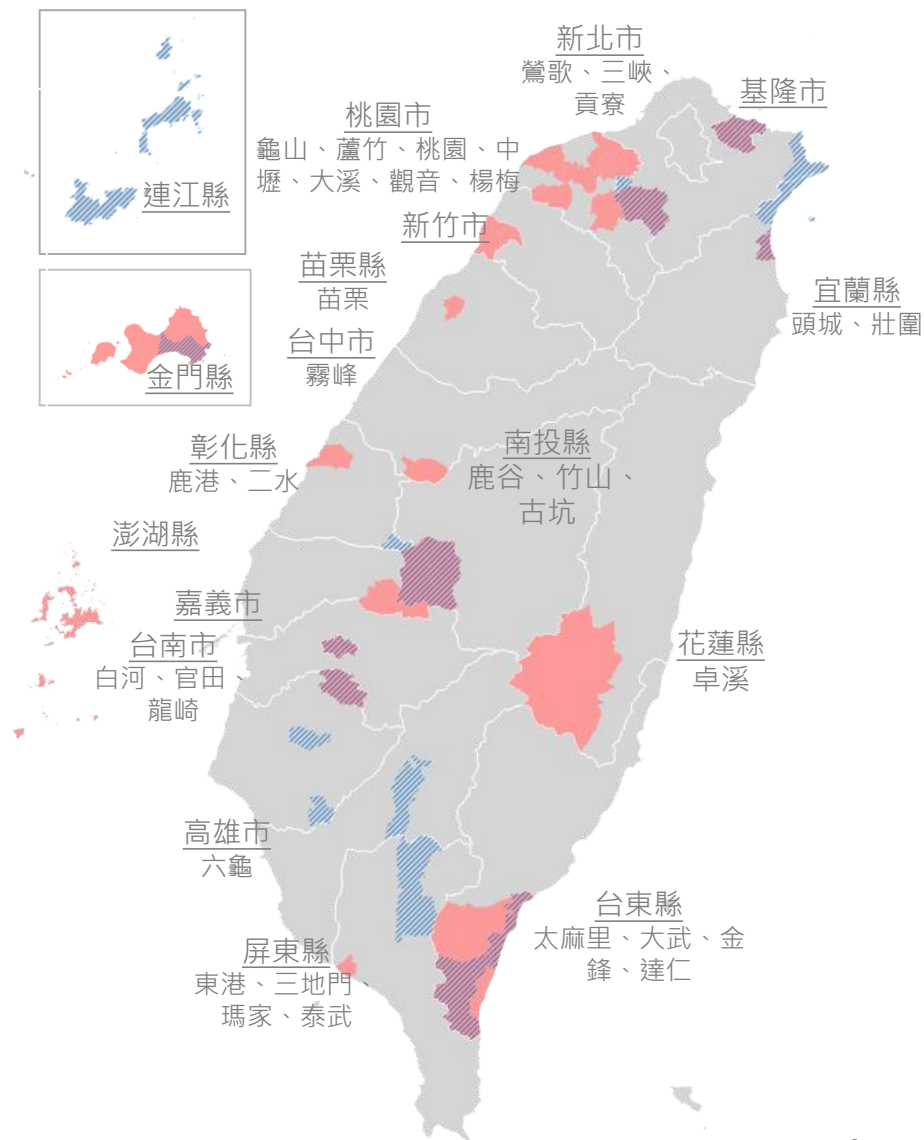 新北市
鶯歌、三峽、
貢寮
基隆市
桃園市
龜山、蘆竹、桃園、中
壢、大溪、觀音、楊梅
連江縣
新竹市
苗栗縣
苗栗
宜蘭縣
頭城、壯圍
台中市
霧峰
金門縣
彰化縣
鹿港、二水
南投縣
鹿谷、竹山、
古坑
澎湖縣
嘉義市
台南市
白河、官田、
龍崎
花蓮縣
卓溪
高雄市
六龜
台東縣
太麻里、大武、金
鋒、達仁
屏東縣
東港、三地門、
瑪家、泰武